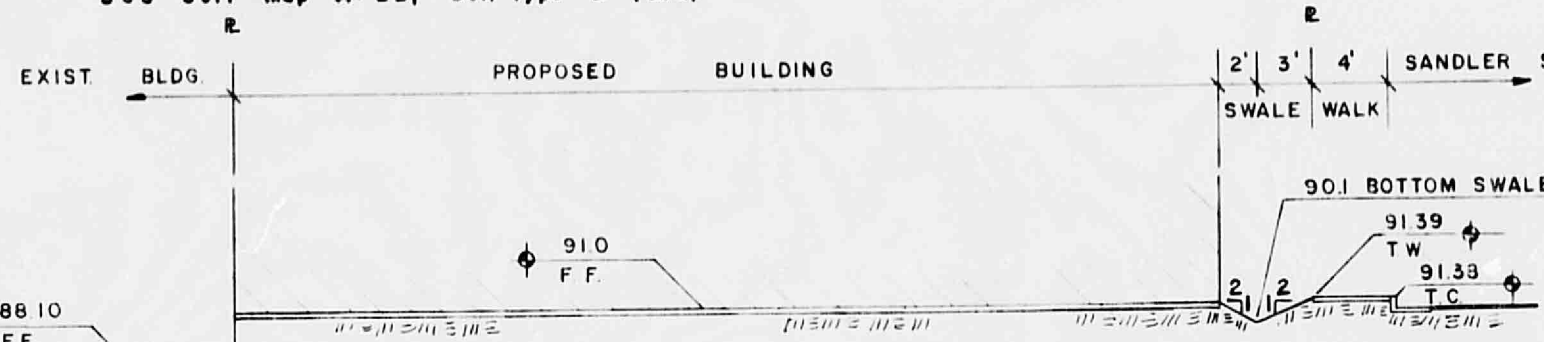 ℄
℄
EXIST. BLDG.
PROPOSED BUILDING
2' 3' 4' SANDLER
SWALE WALK
90.1 BOTTOM SWALE
91.39
T W
91.0
F F.
91.38
T C
2 1 1 2
88.10
F.F.